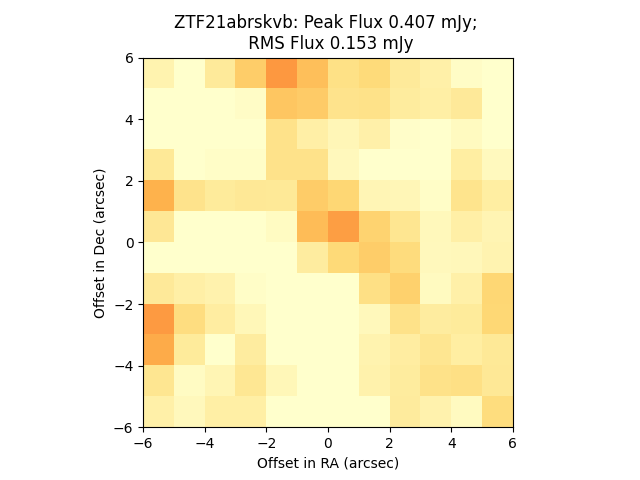 ZTF21abrskvb: Peak Flux 0.407 mJy;
RMS Flux 0.153 mJy
6
4
2
0
−2
−4
−6
Offset in Dec (arcsec)
−6 −4 −2 0 2 4 6
Offset in RA (arcsec)